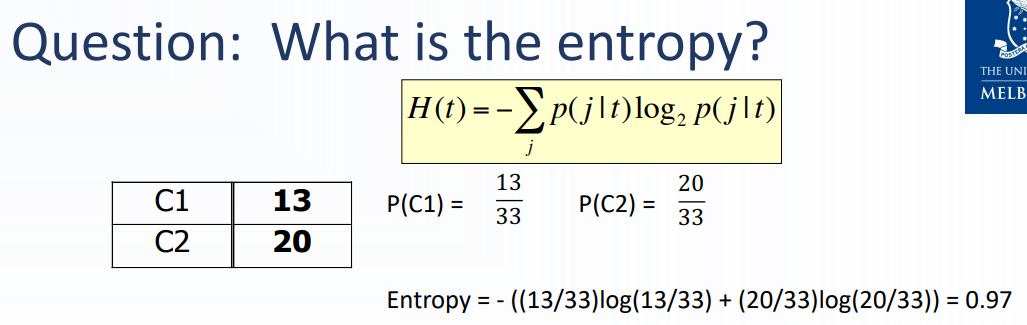 Question: What is the entropy?
THE UNI
MELB
H(t) = −∑p(j|t)log₂ p(j|t)
j
C1 13
C2 20
P(C1) = 13/33 P(C2) = 20/33
Entropy = - ((13/33)log(13/33) + (20/33)log(20/33)) = 0.97